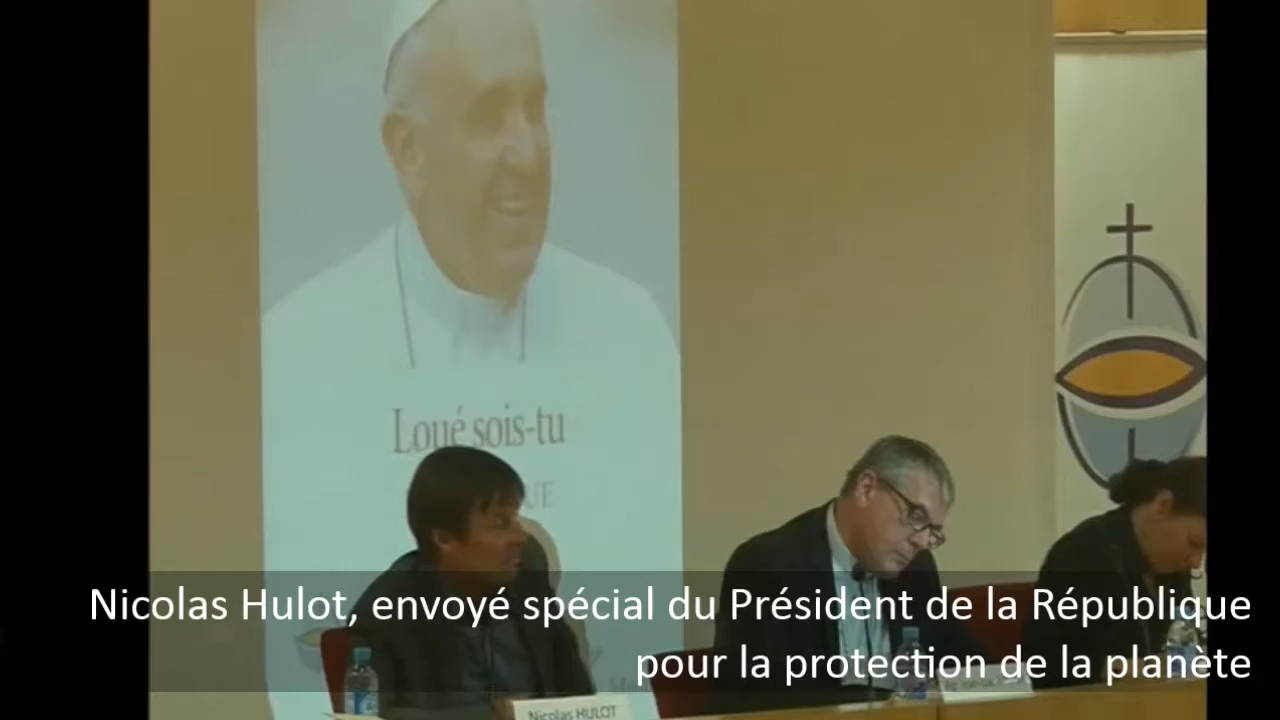 Loué sois-tu
UE
Nicolas Hulot, envoyé spécial du Président de la République
pour la protection de la planète
Nicolas HULOT